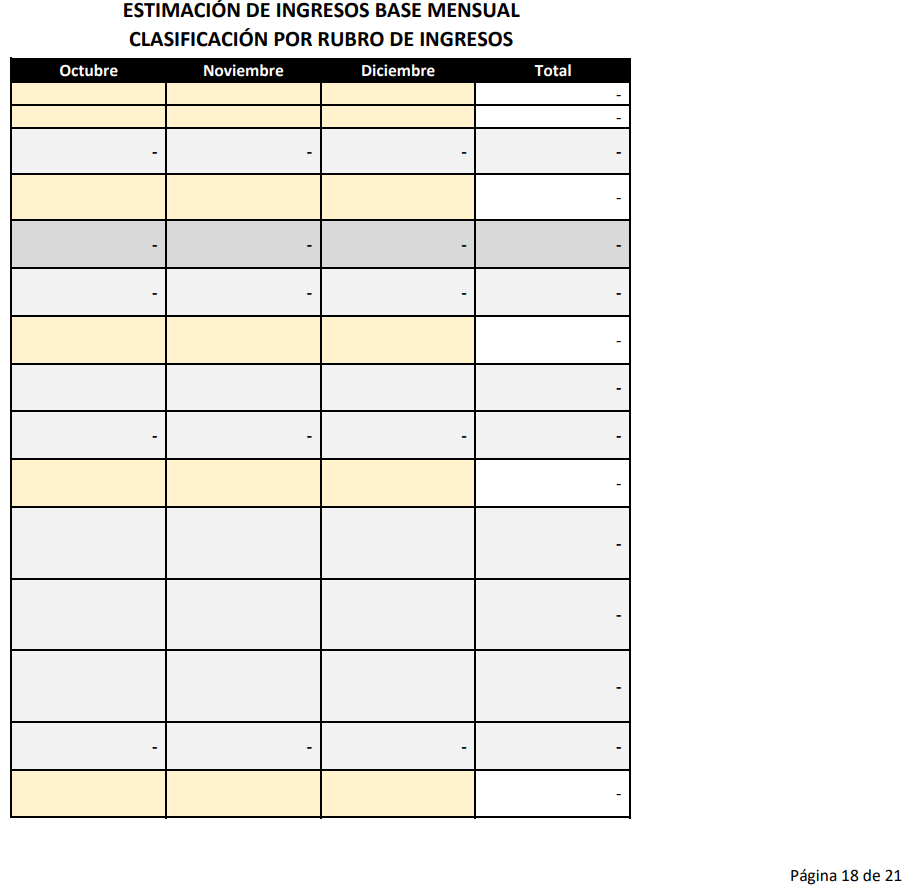 ESTIMACIÓN DE INGRESOS BASE MENSUAL
CLASIFICACIÓN POR RUBRO DE INGRESOS
Octubre Noviembre Diciembre Total
-
-
- - - -
-
- - - -
- - - -
-
-
- - - -
-
-
-
-
- - - -
-
Página 18 de 21